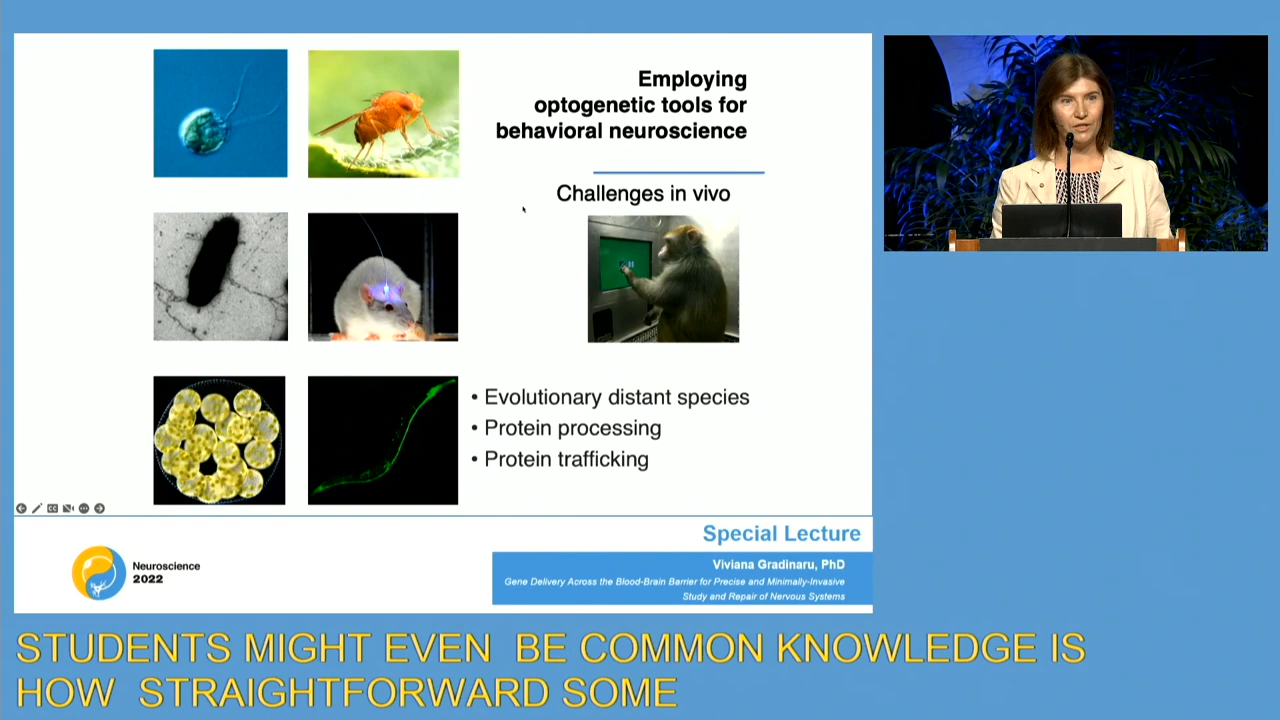 Employing
optogenetic tools for
behavioral neuroscience
Challenges in vivo
• Evolutionary distant species
• Protein processing
• Protein trafficking
Special Lecture
Neuroscience
2022
Viviana Gradinaru, PhD
Gene Delivery Across the Blood-Brain Barrier for Precise and Minimally-Invasive
Study and Repair of Nervous Systems
STUDENTS MIGHT EVEN BE COMMON KNOWLEDGE IS
HOW STRAIGHTFORWARD SOME